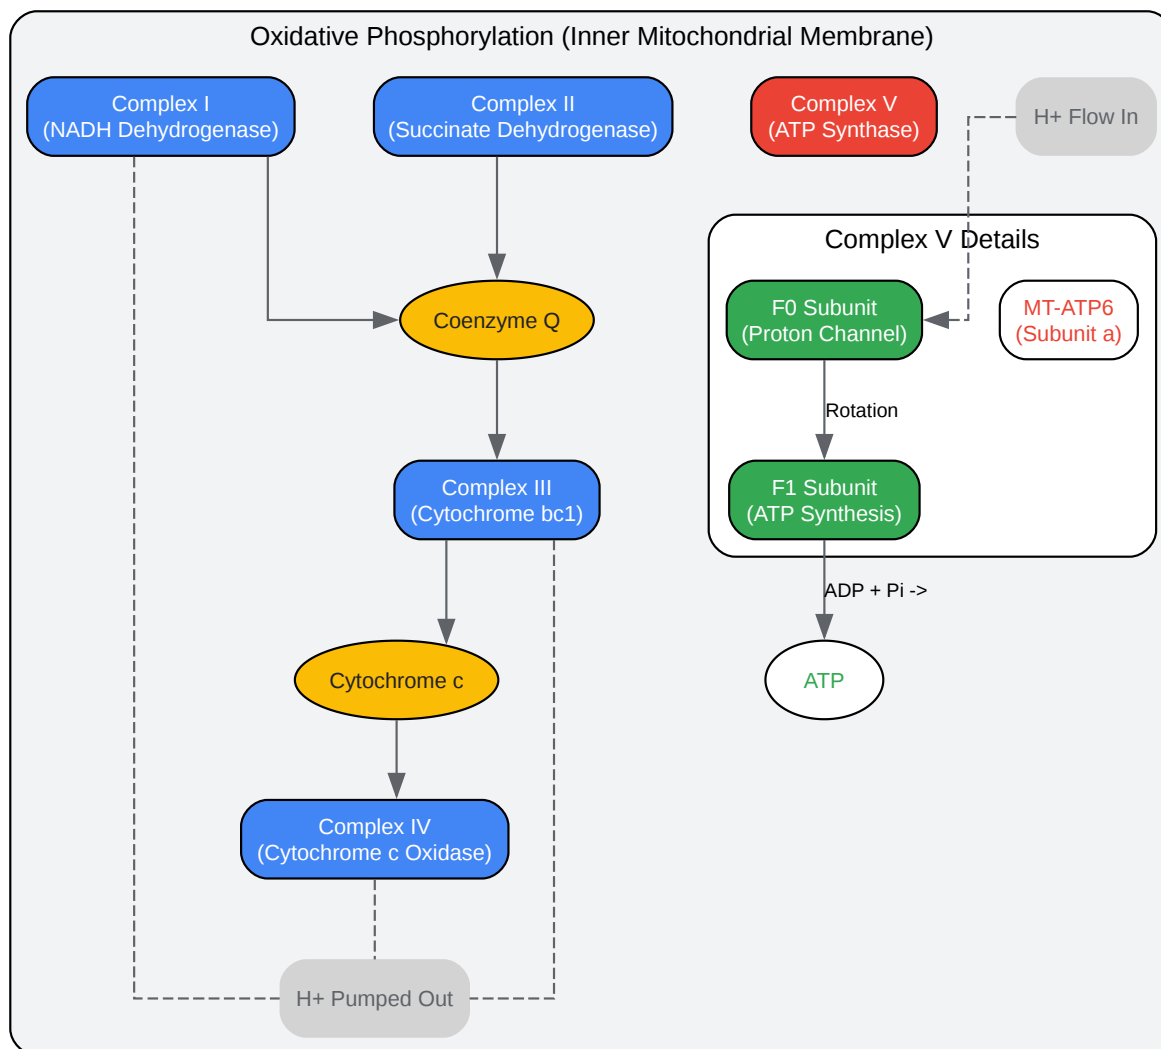 Oxidative Phosphorylation (Inner Mitochondrial Membrane)
Complex I
(NADH Dehydrogenase)
Complex II
(Succinate Dehydrogenase)
Complex V
(ATP Synthase)
H+ Flow In
Complex V Details
Coenzyme Q
F0 Subunit
(Proton Channel)
MT-ATP6
(Subunit a)
Rotation
Complex III
(Cytochrome bc1)
F1 Subunit
(ATP Synthesis)
ADP + Pi ->
Cytochrome c
ATP
Complex IV
(Cytochrome c Oxidase)
H+ Pumped Out